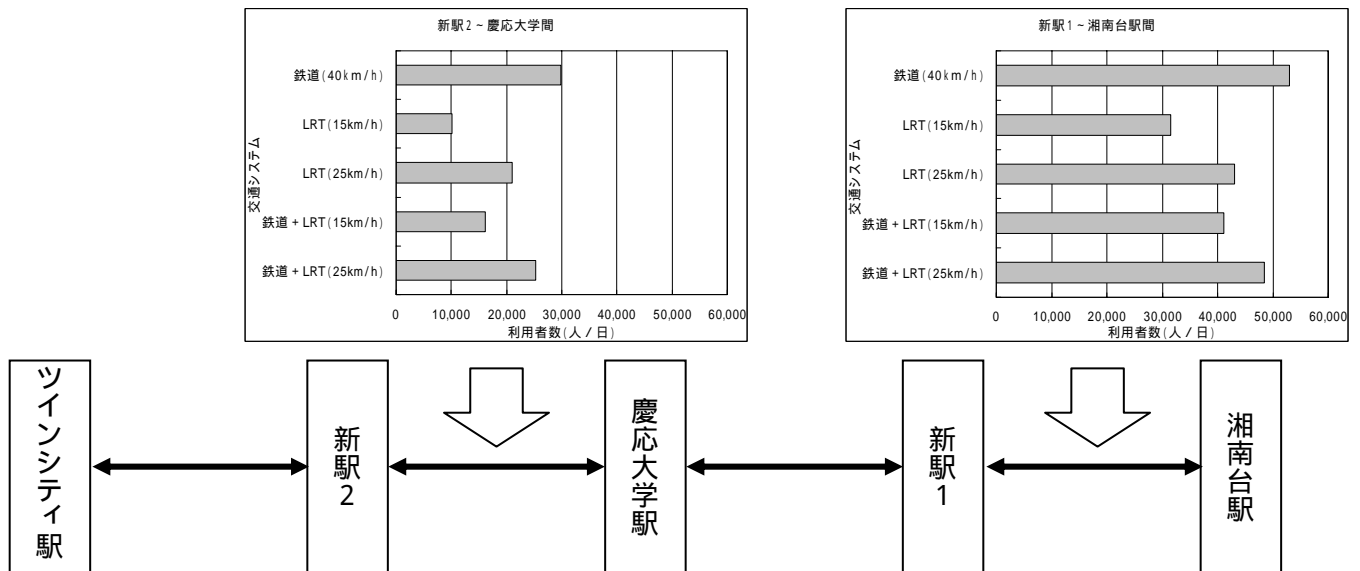 新駅2~慶応大学間
交通システム
鉄道(40km/h)
LRT(15km/h)
LRT(25km/h)
鉄道+LRT(15km/h)
鉄道+LRT(25km/h)
0 10,000 20,000 30,000 40,000 50,000 60,000
利用者数(人/日)
新駅1~湘南台駅間
交通システム
鉄道(40km/h)
LRT(15km/h)
LRT(25km/h)
鉄道+LRT(15km/h)
鉄道+LRT(25km/h)
0 10,000 20,000 30,000 40,000 50,000 60,000
利用者数(人/日)
ツインシティ駅
新駅2
慶応大学駅
新駅1
湘南台駅